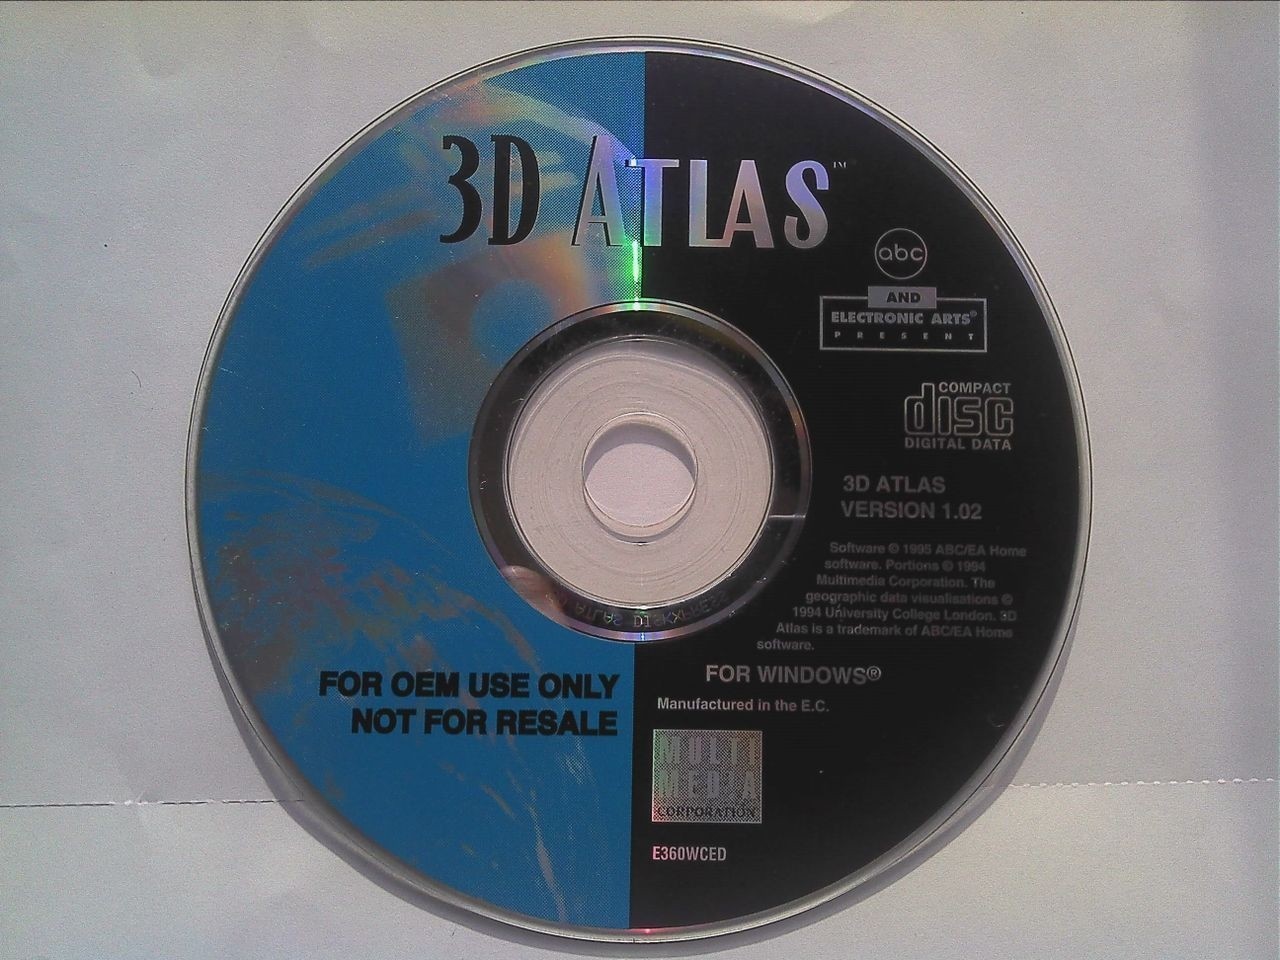 3D ATLAS™
abc
AND
ELECTRONIC ARTS®
PRESENT
COMPACT
disc
DIGITAL DATA
3D ATLAS
VERSION 1.02
Software © 1995 ABC/EA Home
software. Portions © 1994
Multimedia Corporation. The
geographic data visualisations ©
1994 University College London. 3D
Atlas is a trademark of ABC/EA Home
software.
FOR OEM USE ONLY
NOT FOR RESALE
FOR WINDOWS®
Manufactured in the E.C.
MULTI
MEDIA
CORPORATION
E360WCED